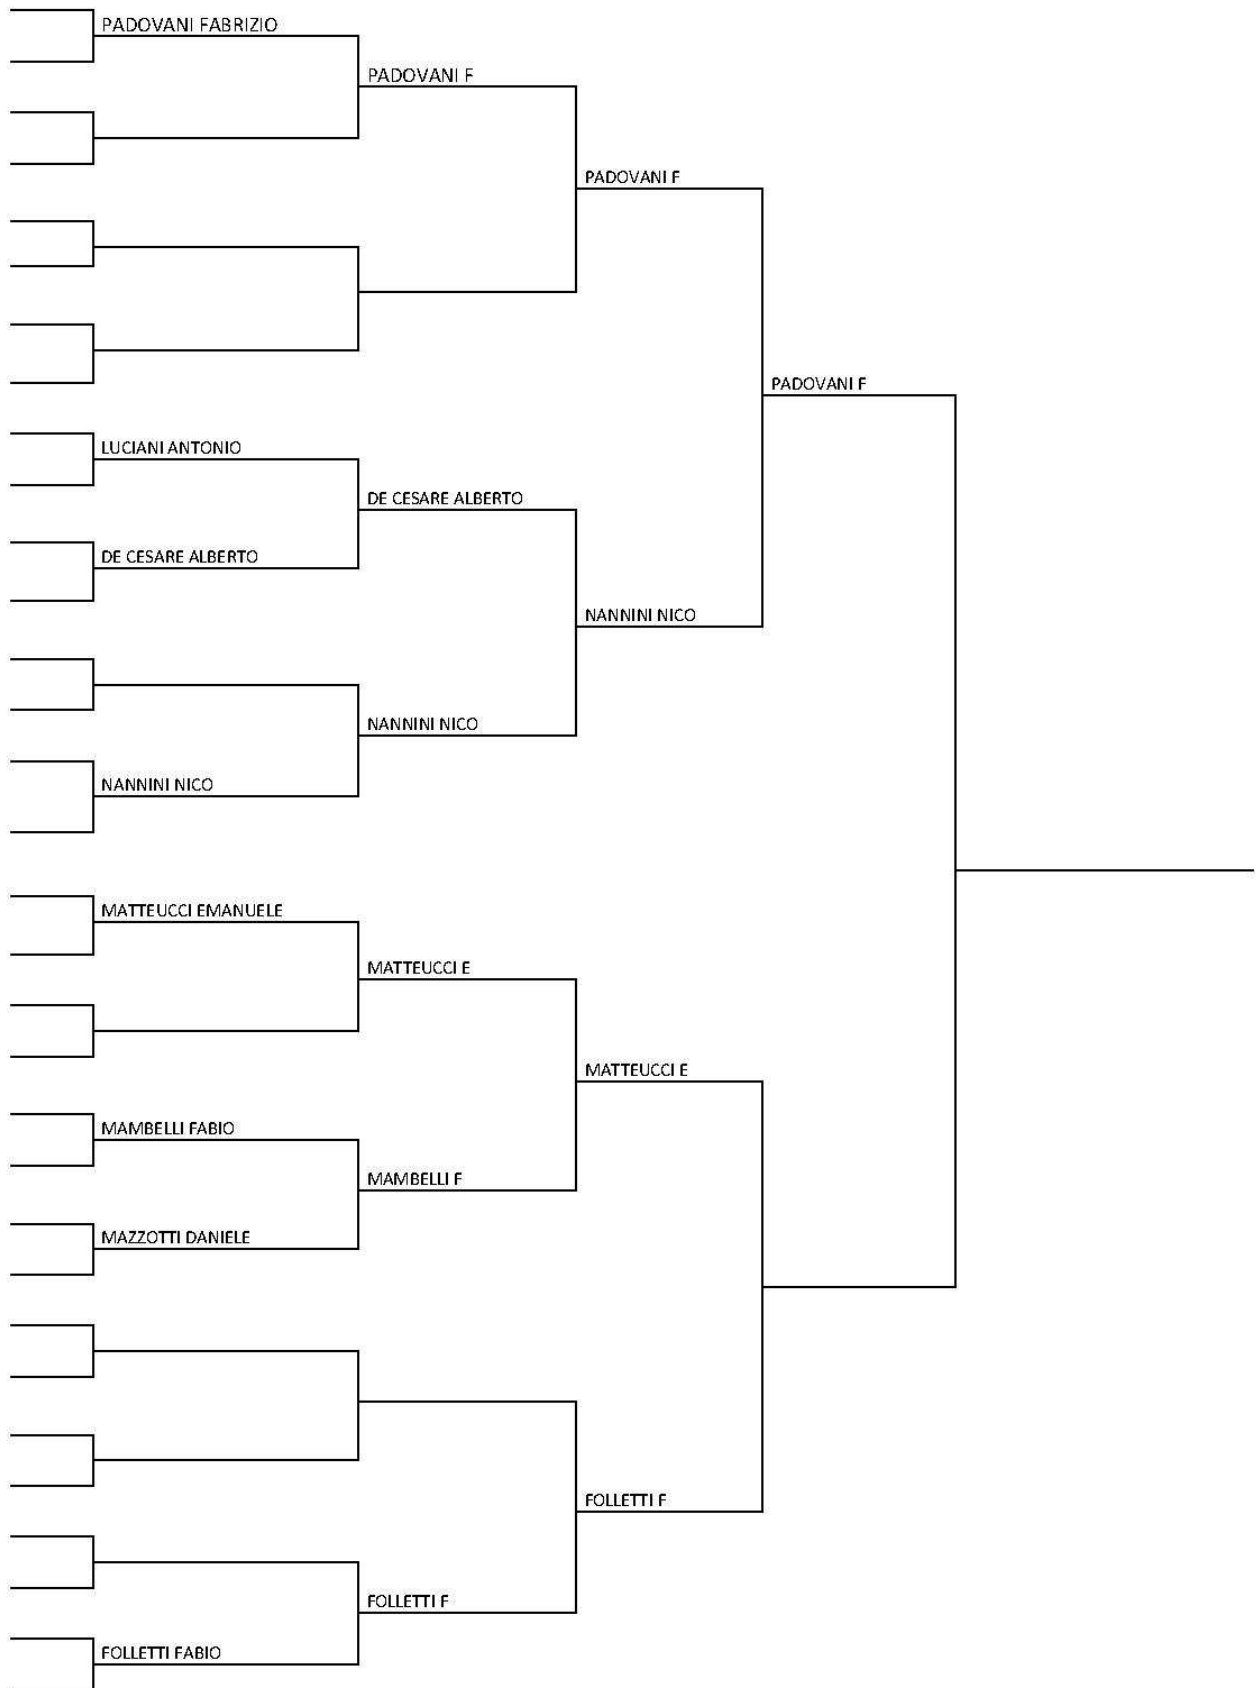 PADOVANI FABRIZIO
PADOVANI F
PADOVANI F
PADOVANI F
LUCIANI ANTONIO
DE CESARE ALBERTO
DE CESARE ALBERTO
NANNINI NICO
NANNINI NICO
NANNINI NICO
MATTEUCCI EMANUELE
MATTEUCCI E
MATTEUCCI E
MAMBELLI FABIO
MAMBELLI F
MAZZOTTI DANIELE
FOLLETTI F
FOLLETTI F
FOLLETTI FABIO